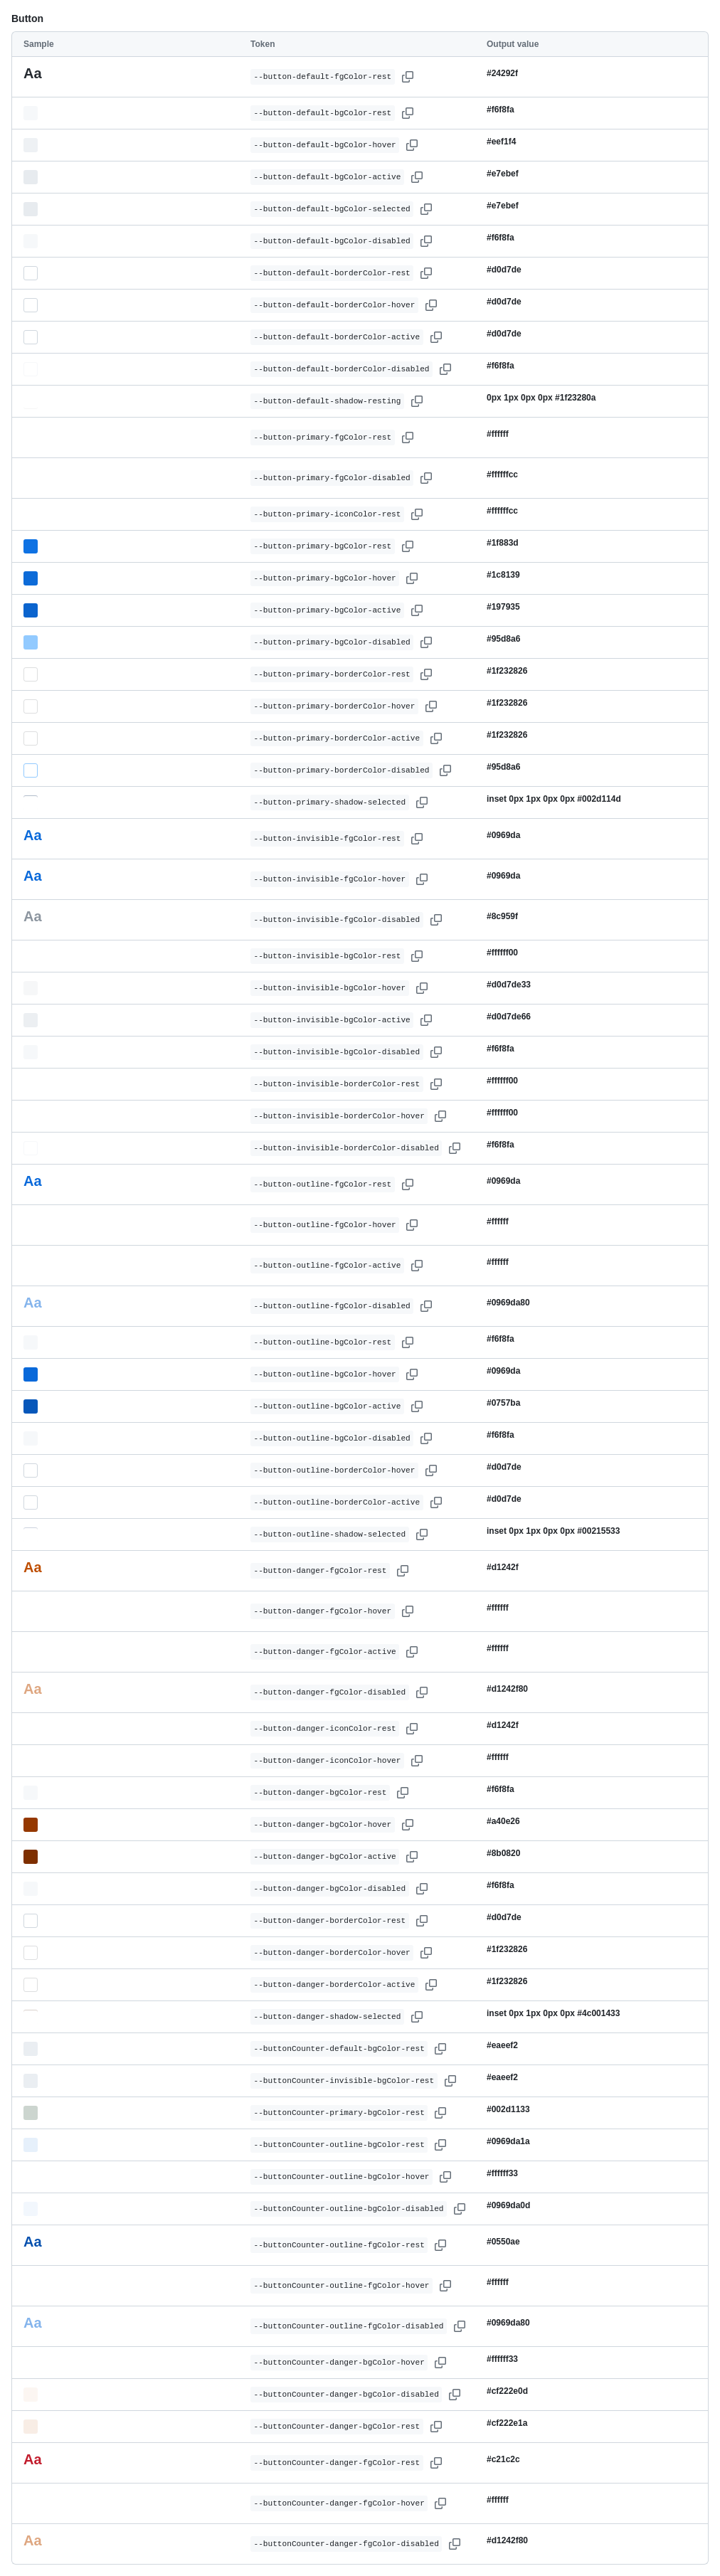 Button
Sample Token Output value
Aa --button-default-fgColor-rest #24292f
--button-default-bgColor-rest #f6f8fa
--button-default-bgColor-hover #eef1f4
--button-default-bgColor-active #e7ebef
--button-default-bgColor-selected #e7ebef
--button-default-bgColor-disabled #f6f8fa
--button-default-borderColor-rest #d0d7de
--button-default-borderColor-hover #d0d7de
--button-default-borderColor-active #d0d7de
--button-default-borderColor-disabled #f6f8fa
--button-default-shadow-resting 0px 1px 0px 0px #1f23280a
--button-primary-fgColor-rest #ffffff
--button-primary-fgColor-disabled #ffffffcc
--button-primary-iconColor-rest #ffffffcc
--button-primary-bgColor-rest #1f883d
--button-primary-bgColor-hover #1c8139
--button-primary-bgColor-active #197935
--button-primary-bgColor-disabled #95d8a6
--button-primary-borderColor-rest #1f232826
--button-primary-borderColor-hover #1f232826
--button-primary-borderColor-active #1f232826
--button-primary-borderColor-disabled #95d8a6
--button-primary-shadow-selected inset 0px 1px 0px 0px #002d114d
Aa --button-invisible-fgColor-rest #0969da
Aa --button-invisible-fgColor-hover #0969da
Aa --button-invisible-fgColor-disabled #8c959f
--button-invisible-bgColor-rest #ffffff00
--button-invisible-bgColor-hover #d0d7de33
--button-invisible-bgColor-active #d0d7de66
--button-invisible-bgColor-disabled #f6f8fa
--button-invisible-borderColor-rest #ffffff00
--button-invisible-borderColor-hover #ffffff00
--button-invisible-borderColor-disabled #f6f8fa
Aa --button-outline-fgColor-rest #0969da
--button-outline-fgColor-hover #ffffff
--button-outline-fgColor-active #ffffff
Aa --button-outline-fgColor-disabled #0969da80
--button-outline-bgColor-rest #f6f8fa
--button-outline-bgColor-hover #0969da
--button-outline-bgColor-active #0757ba
--button-outline-bgColor-disabled #f6f8fa
--button-outline-borderColor-hover #d0d7de
--button-outline-borderColor-active #d0d7de
--button-outline-shadow-selected inset 0px 1px 0px 0px #00215533
Aa --button-danger-fgColor-rest #d1242f
--button-danger-fgColor-hover #ffffff
--button-danger-fgColor-active #ffffff
Aa --button-danger-fgColor-disabled #d1242f80
--button-danger-iconColor-rest #d1242f
--button-danger-iconColor-hover #ffffff
--button-danger-bgColor-rest #f6f8fa
--button-danger-bgColor-hover #a40e26
--button-danger-bgColor-active #8b0820
--button-danger-bgColor-disabled #f6f8fa
--button-danger-borderColor-rest #d0d7de
--button-danger-borderColor-hover #1f232826
--button-danger-borderColor-active #1f232826
--button-danger-shadow-selected inset 0px 1px 0px 0px #4c001433
--buttonCounter-default-bgColor-rest #eaeef2
--buttonCounter-invisible-bgColor-rest #eaeef2
--buttonCounter-primary-bgColor-rest #002d1133
--buttonCounter-outline-bgColor-rest #0969da1a
--buttonCounter-outline-bgColor-hover #ffffff33
--buttonCounter-outline-bgColor-disabled #0969da0d
Aa --buttonCounter-outline-fgColor-rest #0550ae
--buttonCounter-outline-fgColor-hover #ffffff
Aa --buttonCounter-outline-fgColor-disabled #0969da80
--buttonCounter-danger-bgColor-hover #ffffff33
--buttonCounter-danger-bgColor-disabled #cf222e0d
--buttonCounter-danger-bgColor-rest #cf222e1a
Aa --buttonCounter-danger-fgColor-rest #c21c2c
--buttonCounter-danger-fgColor-hover #ffffff
Aa --buttonCounter-danger-fgColor-disabled #d1242f80